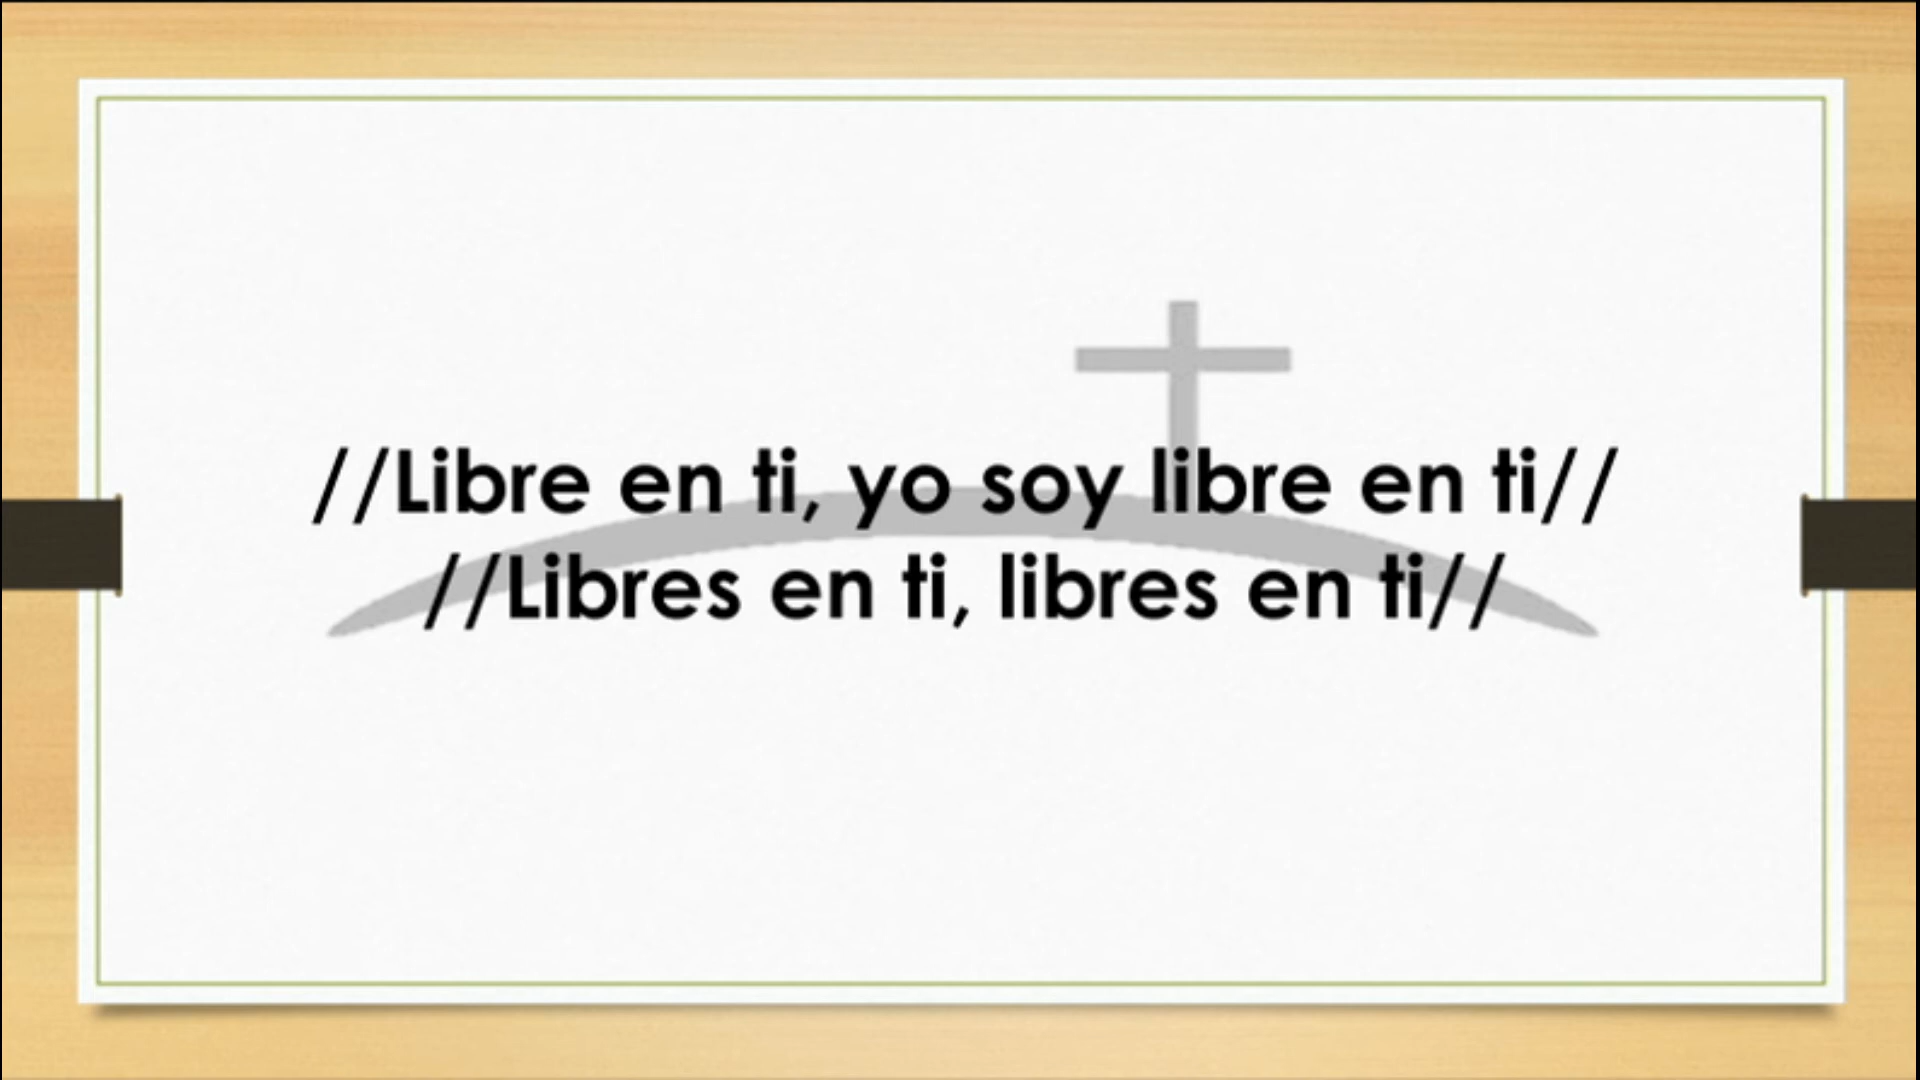 //Libre en ti, yo soy libre en ti//
//Libres en ti, libres en ti//